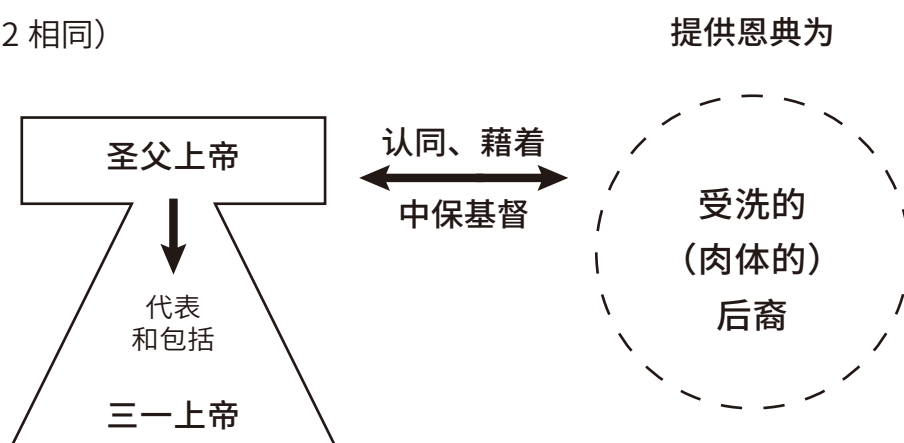 2 相同）
提供恩典为
圣父上帝
认同、藉着
中保基督
代表
和包括
三一上帝
受洗的
（肉体的）
后裔